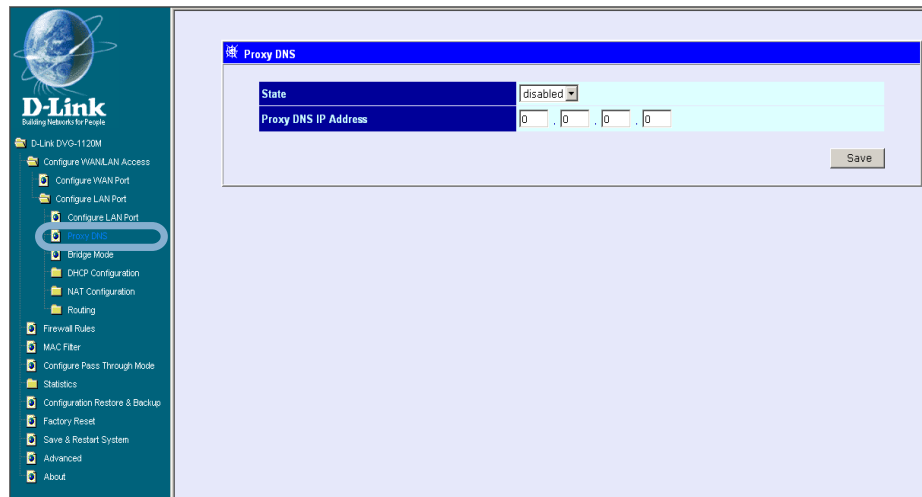 D-Link
Building Networks for People
D-Link DVG-1120M
Configure WAN/LAN Access
Configure WAN Port
Configure LAN Port
Configure LAN Port
Proxy DNS
Bridge Mode
DHCP Configuration
NAT Configuration
Routing
Firewall Rules
MAC Filter
Configure Pass Through Mode
Statistics
Configuration Restore & Backup
Factory Reset
Save & Restart System
Advanced
About
Proxy DNS
State disabled
Proxy DNS IP Address 0 . 0 . 0 . 0
Save